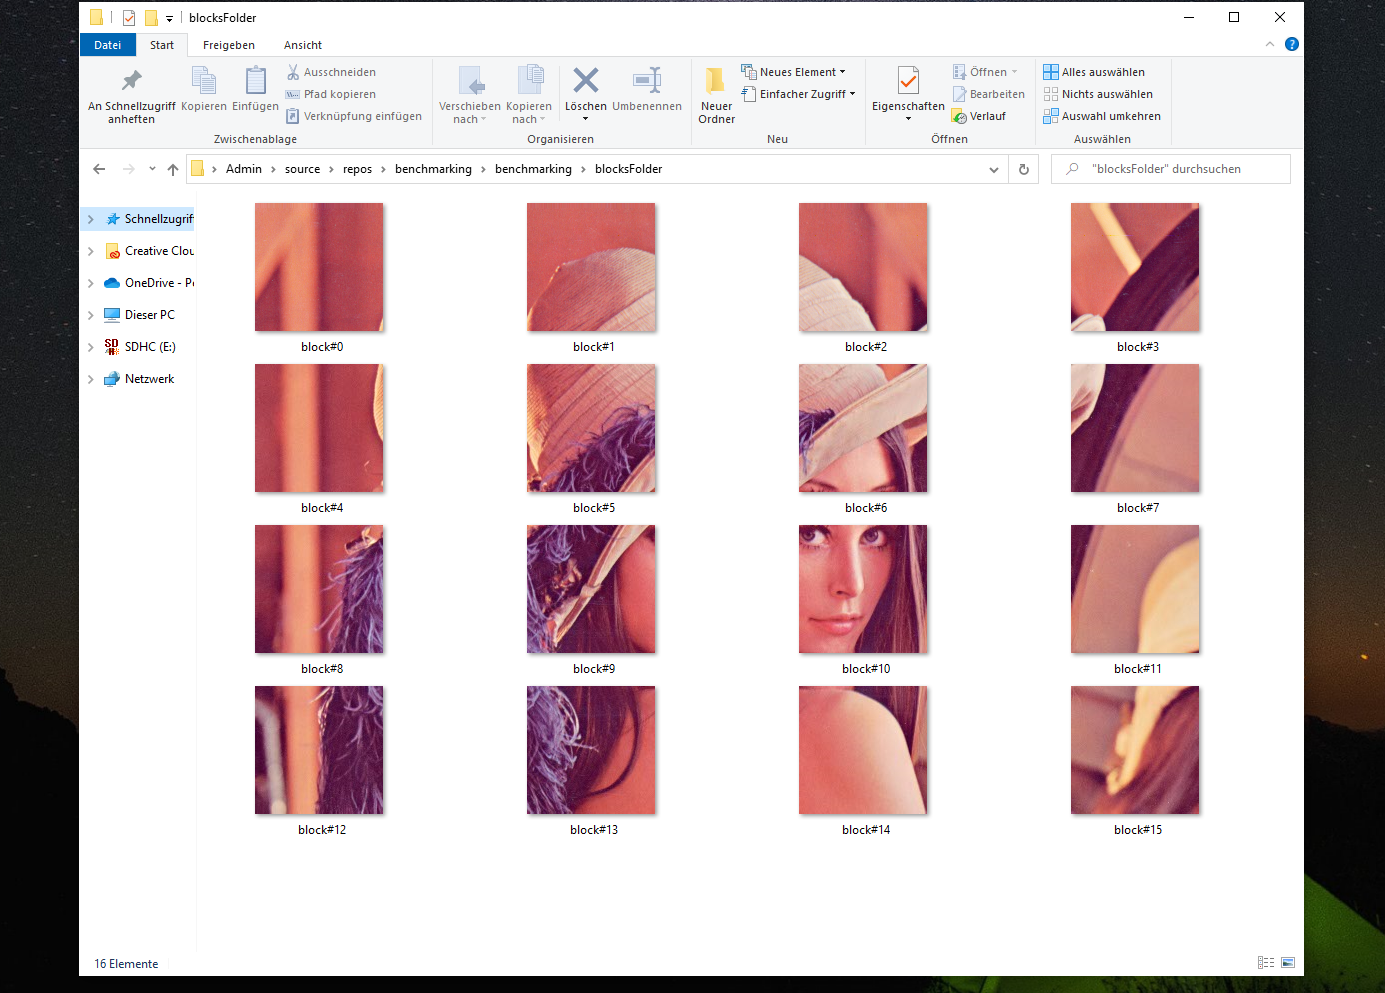 blocksFolder
Datei Start Freigeben Ansicht
An Schnellzugriff anheften
Kopieren
Einfügen
Ausschneiden
Pfad kopieren
Verknüpfung einfügen
Zwischenablage
Verschieben nach
Kopieren nach
Löschen
Umbenennen
Organisieren
Neuer Ordner
Neues Element
Einfacher Zugriff
Neu
Eigenschaften
Öffnen
Bearbeiten
Verlauf
Öffnen
Alles auswählen
Nichts auswählen
Auswahl umkehren
Auswählen
Admin > source > repos > benchmarking > benchmarking > blocksFolder
"blocksFolder" durchsuchen
Schnellzugriff
Creative Clou
OneDrive - Pe
Dieser PC
SDHC (E:)
Netzwerk
block#0 block#1 block#2 block#3
block#4 block#5 block#6 block#7
block#8 block#9 block#10 block#11
block#12 block#13 block#14 block#15
16 Elemente